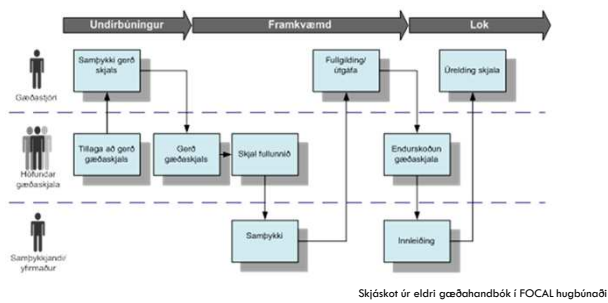 Undirbúningur
Framkvæmd
Lok
Samþykki gerð
skjals
Fullgilding/
útgáfa
Úrelding skjala
Gæðastjóri
Tillaga að gerð
gæðaskjals
Gerð
gæðaskjals
Skjal fullunnið
Endurskoðun
gæðaskjala
Höfundar
gæðaskjala
Samþykki
Innleiðing
Samþykkjandi/
yfirmaður
Skjáskot úr eldri gæðahandbók í FOCAL hugbúnaði